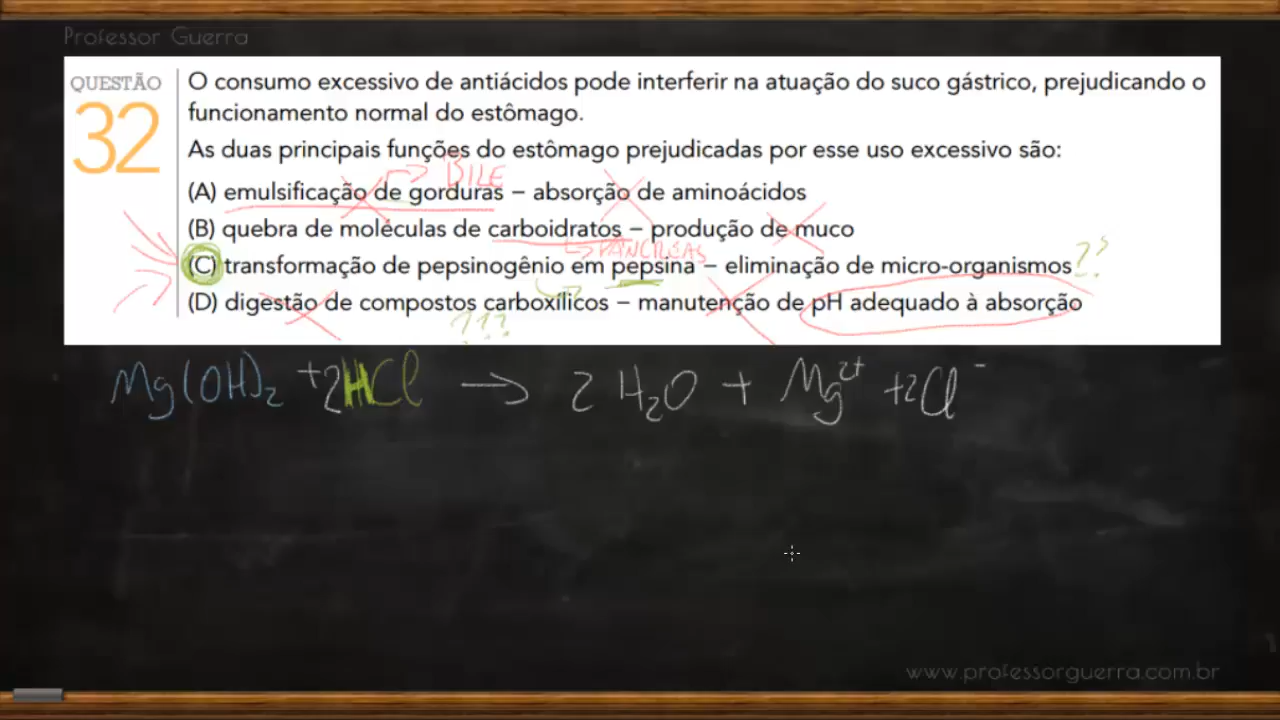 Professor Guerra
QUESTÃO
32
O consumo excessivo de antiácidos pode interferir na atuação do suco gástrico, prejudicando o
funcionamento normal do estômago.
As duas principais funções do estômago prejudicadas por esse uso excessivo são:
BILE
(A) emulsificação de gorduras – absorção de aminoácidos
(B) quebra de moléculas de carboidratos – produção de muco
PÂNCREAS
(C) transformação de pepsinogênio em pepsina – eliminação de micro-organismos ??
(D) digestão de compostos carboxílicos – manutenção de pH adequado à absorção
???
Mg(OH)2 + 2HCl → 2 H2O + Mg2+ + 2Cl-
www.professorguerra.com.br